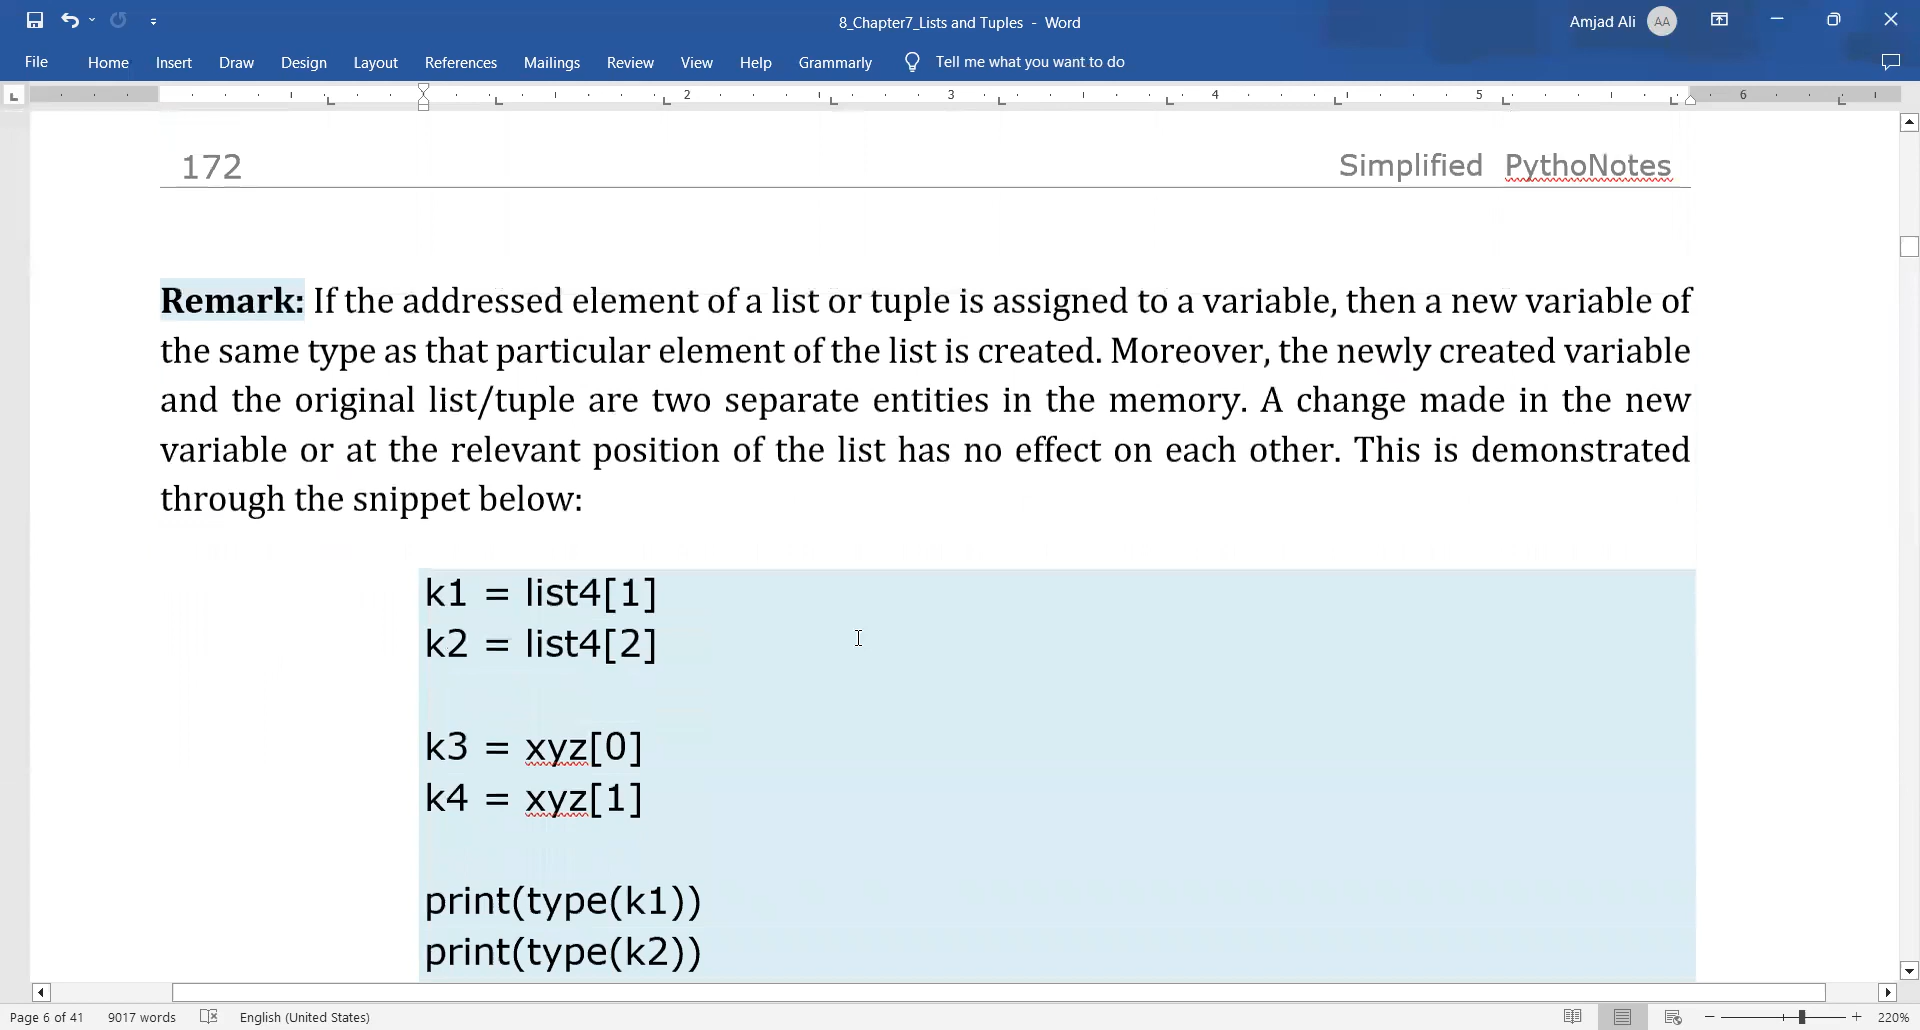 8_Chapter7_Lists and Tuples - Word
Amjad Ali AA
File Home Insert Draw Design Layout References Mailings Review View Help Grammarly Tell me what you want to do
2 3 4 5 6
172 Simplified PythoNotes
Remark: If the addressed element of a list or tuple is assigned to a variable, then a new variable of
the same type as that particular element of the list is created. Moreover, the newly created variable
and the original list/tuple are two separate entities in the memory. A change made in the new
variable or at the relevant position of the list has no effect on each other. This is demonstrated
through the snippet below:
k1 = list4[1]
k2 = list4[2]
k3 = xyz[0]
k4 = xyz[1]
print(type(k1))
print(type(k2))
Page 6 of 41 9017 words English (United States) 220%